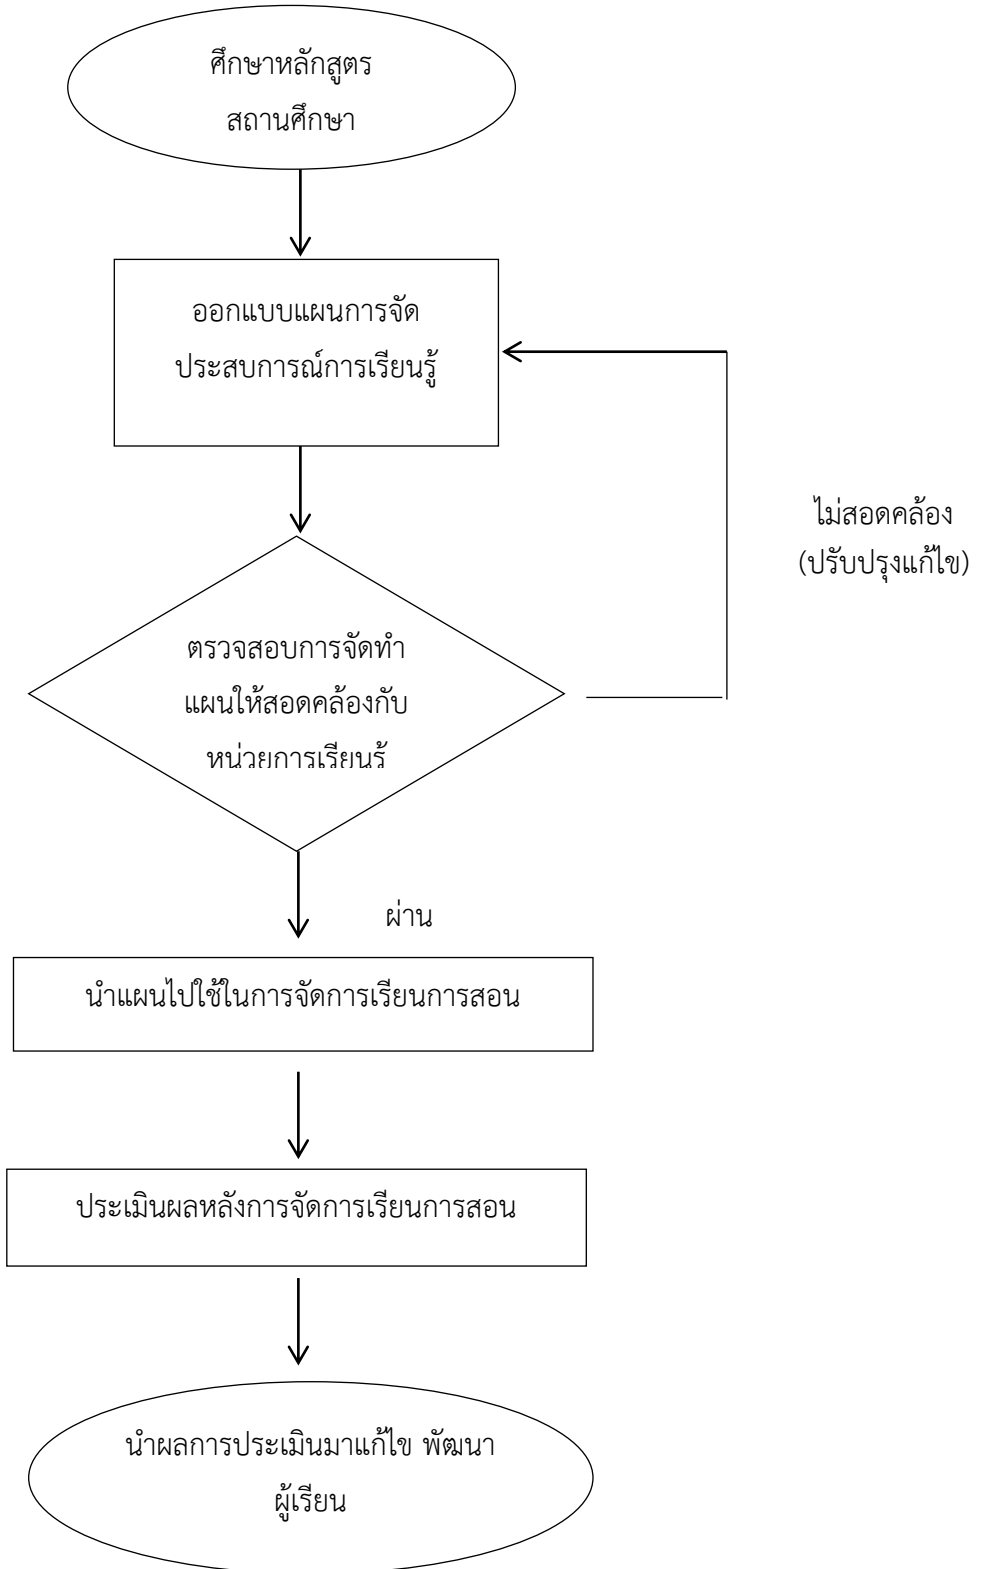 ศึกษาหลักสูตร
สถานศึกษา
ออกแบบแผนการจัด
ประสบการณ์การเรียนรู้
ไม่สอดคล้อง
(ปรับปรุงแก้ไข)
ตรวจสอบการจัดทำ
แผนให้สอดคล้องกับ
หน่วยการเรียนรู้
ผ่าน
นำแผนไปใช้ในการจัดการเรียนการสอน
ประเมินผลหลังการจัดการเรียนการสอน
นำผลการประเมินมาแก้ไข พัฒนา
ผู้เรียน